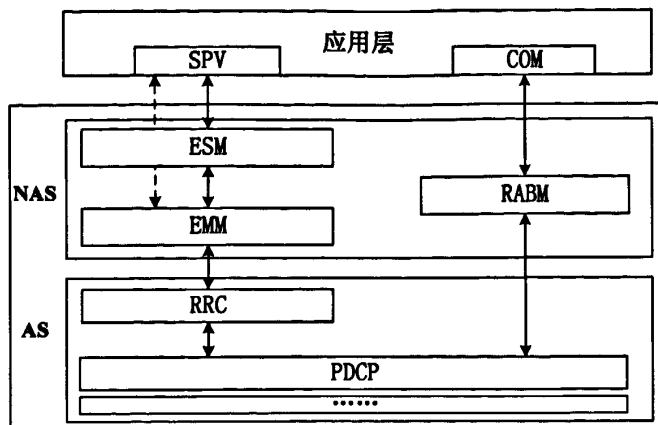 应用层
SPV
COM
ESM
NAS
RABM
EMM
RRC
AS
PDCP
……